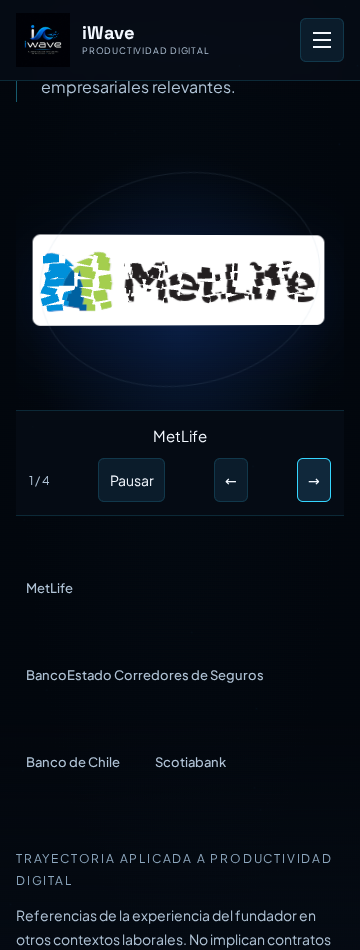 iWave
iWave
PRODUCTIVIDAD DIGITAL
empresariales relevantes.
MetLife
MetLife
1 / 4
Pausar
←
→
MetLife
BancoEstado Corredores de Seguros
Banco de Chile
Scotiabank
TRAYECTORIA APLICADA A PRODUCTIVIDAD
DIGITAL
Referencias de la experiencia del fundador en
otros contextos laborales. No implican contratos